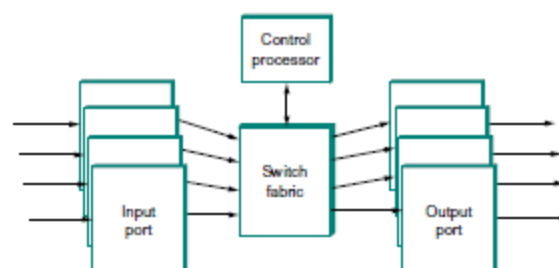 Control
processor
Switch
fabric
Input
port
Output
port